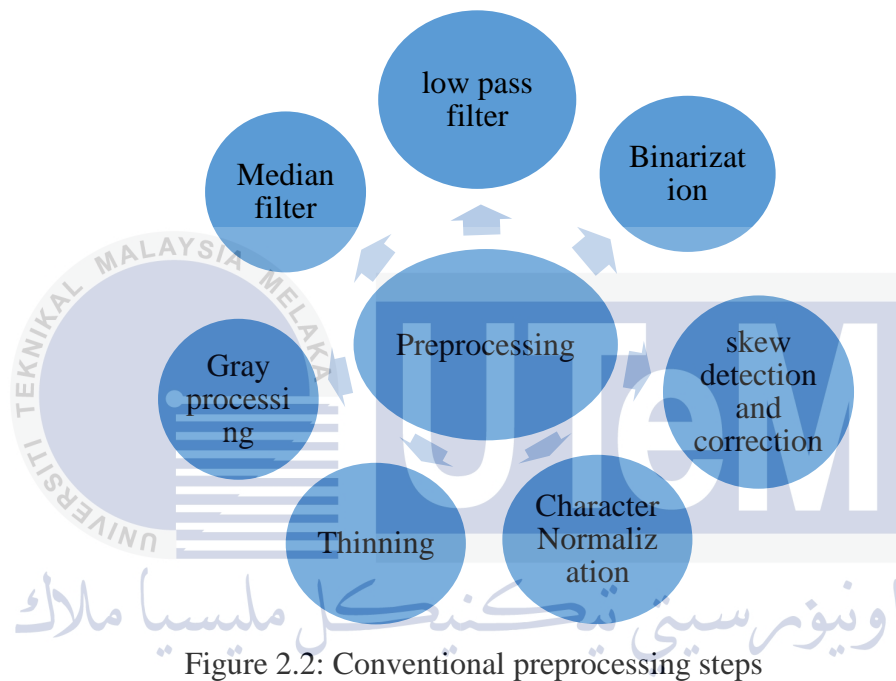 low pass
filter
Median
filter
Binarizat
ion
Preprocessing
skew
detection
and
correction
Gray
processi
ng
Thinning
Character
Normaliz
ation
UNIVERSITI TEKNIKAL MALAYSIA MELAKA
UTeM
اونيۏرسيتي تيكنيكل مليسيا ملاك
Figure 2.2: Conventional preprocessing steps